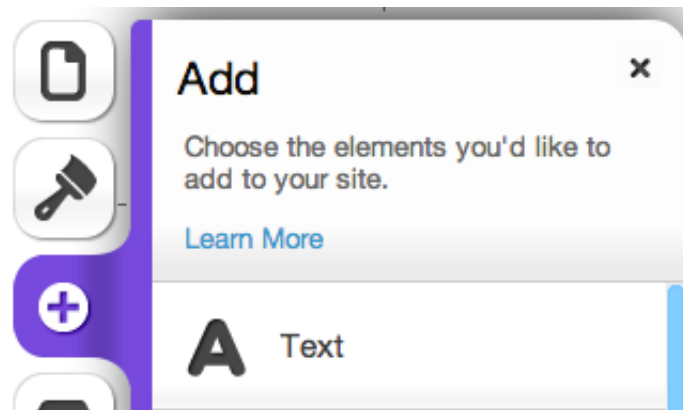 Add
Choose the elements you'd like to
add to your site.
Learn More
Text